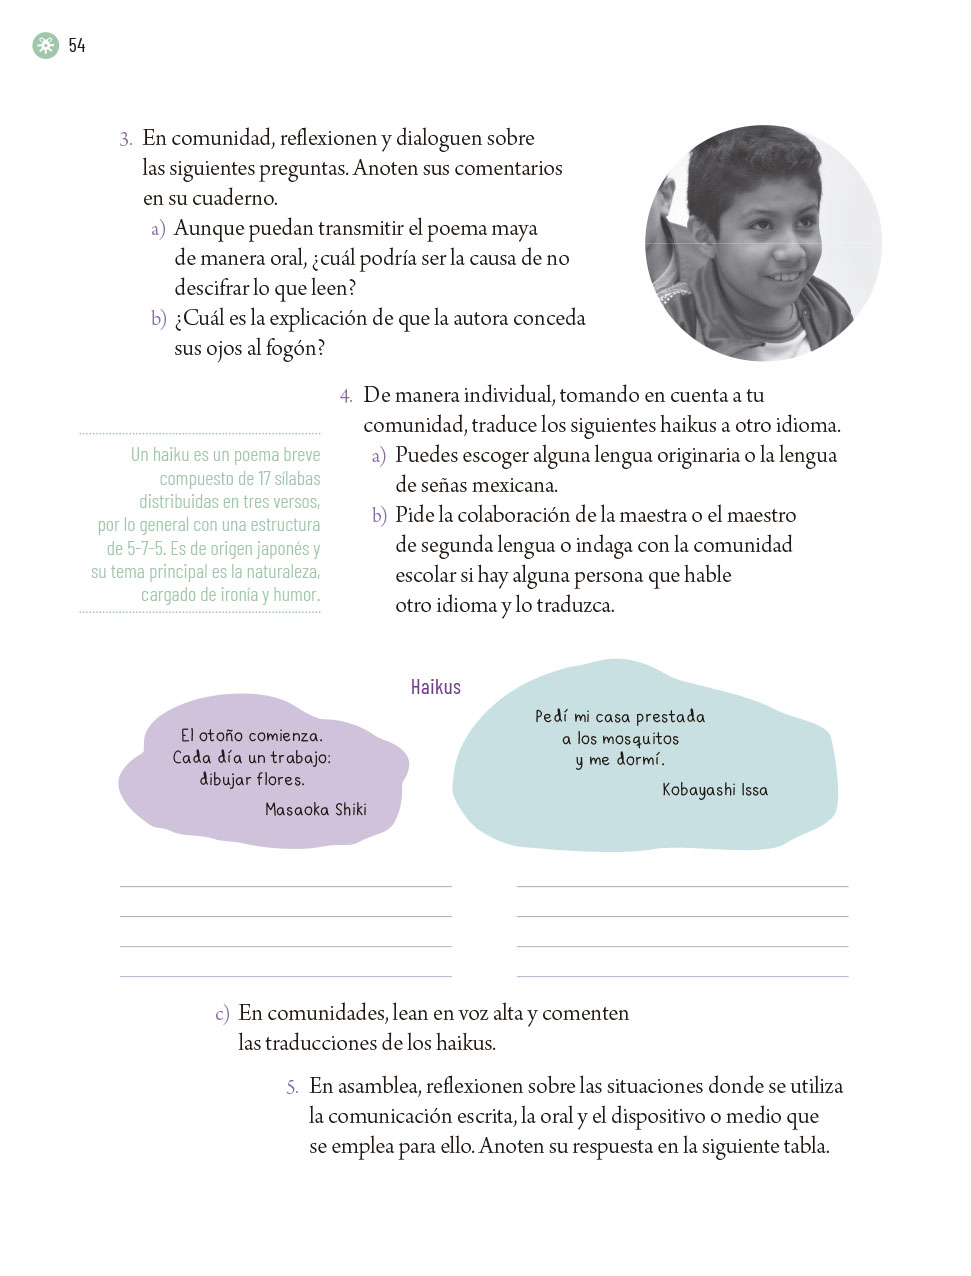 54
3. En comunidad, reflexionen y dialoguen sobre
las siguientes preguntas. Anoten sus comentarios
en su cuaderno.
a) Aunque puedan transmitir el poema maya
de manera oral, ¿cuál podría ser la causa de no
descifrar lo que leen?
b) ¿Cuál es la explicación de que la autora conceda
sus ojos al fogón?
4. De manera individual, tomando en cuenta a tu
comunidad, traduce los siguientes haikus a otro idioma.
a) Puedes escoger alguna lengua originaria o la lengua
de señas mexicana.
b) Pide la colaboración de la maestra o el maestro
de segunda lengua o indaga con la comunidad
escolar si hay alguna persona que hable
otro idioma y lo traduzca.
Un haiku es un poema breve
compuesto de 17 sílabas
distribuidas en tres versos,
por lo general con una estructura
de 5-7-5. Es de origen japonés y
su tema principal es la naturaleza,
cargado de ironía y humor.
Haikus
El otoño comienza.
Cada día un trabajo:
dibujar flores.
Masaoka Shiki
Pedí mi casa prestada
a los mosquitos
y me dormí.
Kobayashi Issa
c) En comunidades, lean en voz alta y comenten
las traducciones de los haikus.
5. En asamblea, reflexionen sobre las situaciones donde se utiliza
la comunicación escrita, la oral y el dispositivo o medio que
se emplea para ello. Anoten su respuesta en la siguiente tabla.